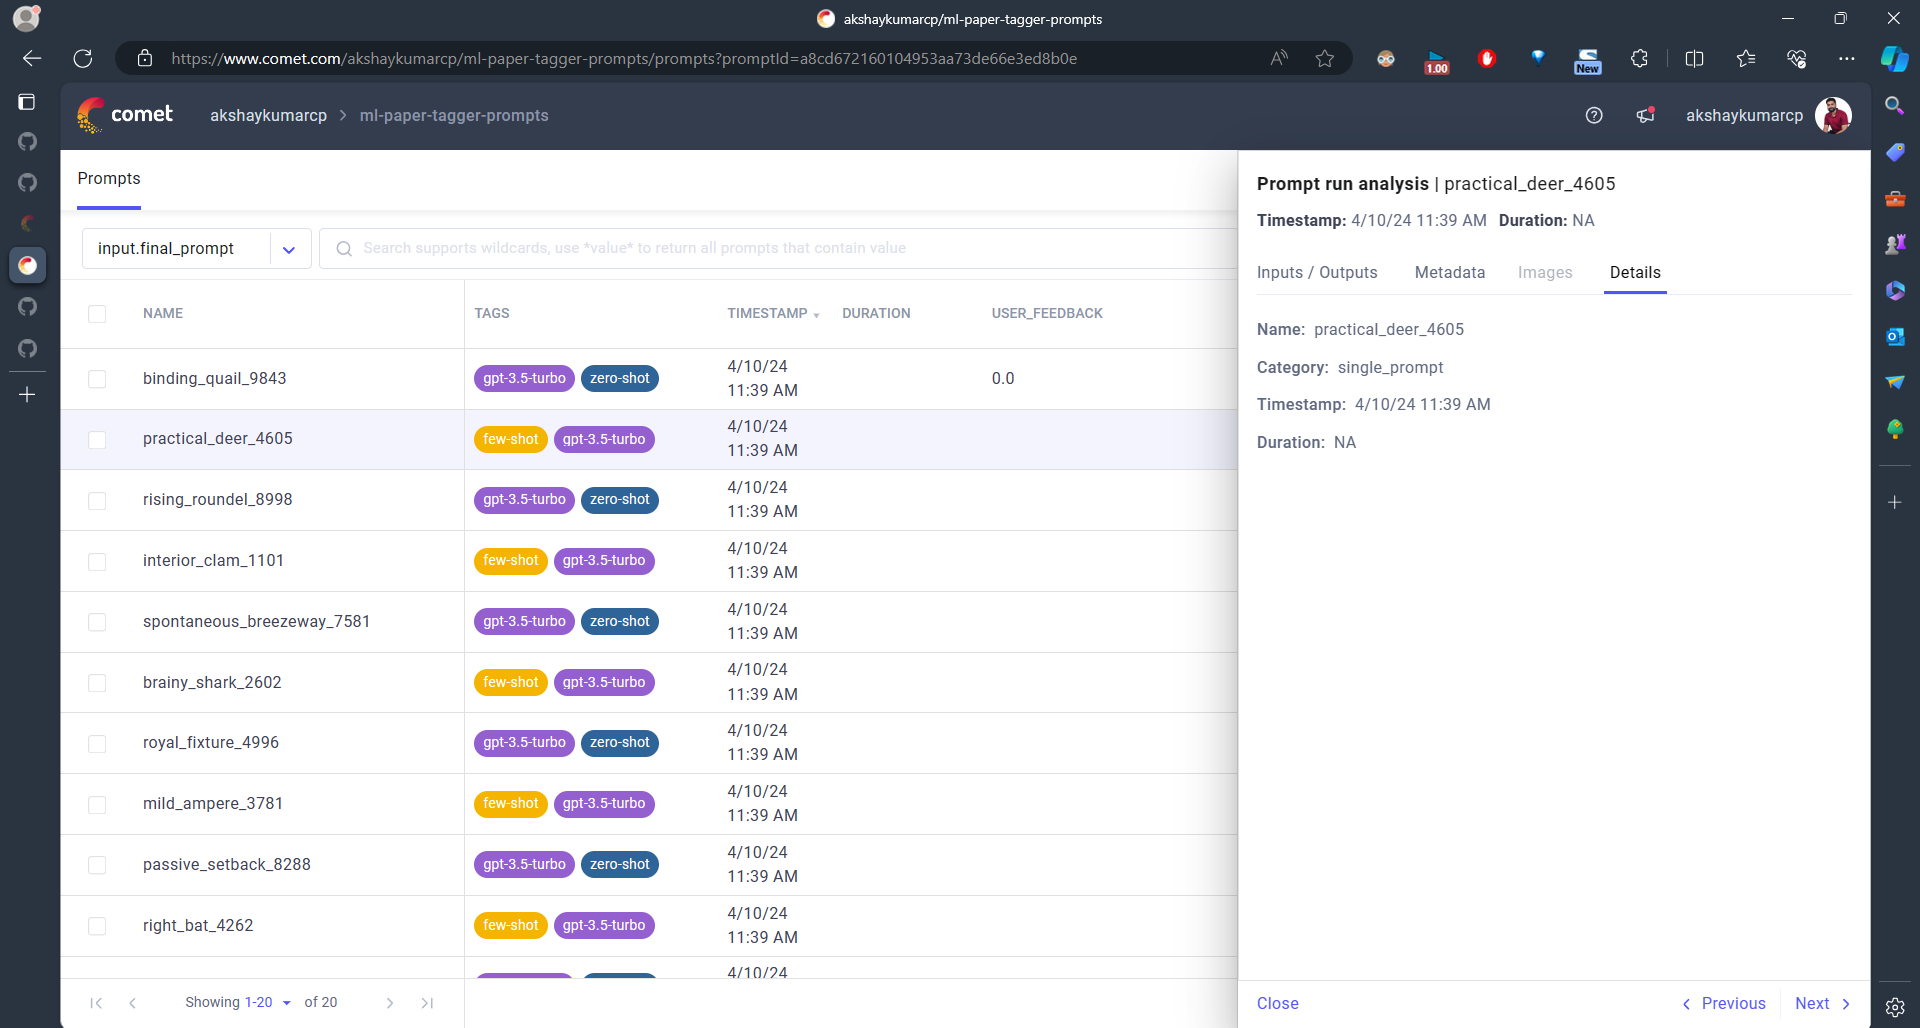 akshaykumarcp/ml-paper-tagger-prompts
https://www.comet.com/akshaykumarcp/ml-paper-tagger-prompts/prompts?promptId=a8cd672160104953aa73de66e3ed8b0e
1.00
New
comet
akshaykumarcp > ml-paper-tagger-prompts
akshaykumarcp
Prompts
input.final_prompt
Search supports wildcards, use *value* to return all prompts that contain value
NAME TAGS TIMESTAMP DURATION USER_FEEDBACK
binding_quail_9843 gpt-3.5-turbo zero-shot 4/10/24 11:39 AM 0.0
practical_deer_4605 few-shot gpt-3.5-turbo 4/10/24 11:39 AM
rising_roundel_8998 gpt-3.5-turbo zero-shot 4/10/24 11:39 AM
interior_clam_1101 few-shot gpt-3.5-turbo 4/10/24 11:39 AM
spontaneous_breezeway_7581 gpt-3.5-turbo zero-shot 4/10/24 11:39 AM
brainy_shark_2602 few-shot gpt-3.5-turbo 4/10/24 11:39 AM
royal_fixture_4996 gpt-3.5-turbo zero-shot 4/10/24 11:39 AM
mild_ampere_3781 few-shot gpt-3.5-turbo 4/10/24 11:39 AM
passive_setback_8288 gpt-3.5-turbo zero-shot 4/10/24 11:39 AM
right_bat_4262 few-shot gpt-3.5-turbo 4/10/24 11:39 AM
4/10/24
Showing 1-20 of 20
Prompt run analysis | practical_deer_4605
Timestamp: 4/10/24 11:39 AM Duration: NA
Inputs / Outputs Metadata Images Details
Name: practical_deer_4605
Category: single_prompt
Timestamp: 4/10/24 11:39 AM
Duration: NA
Close Previous Next